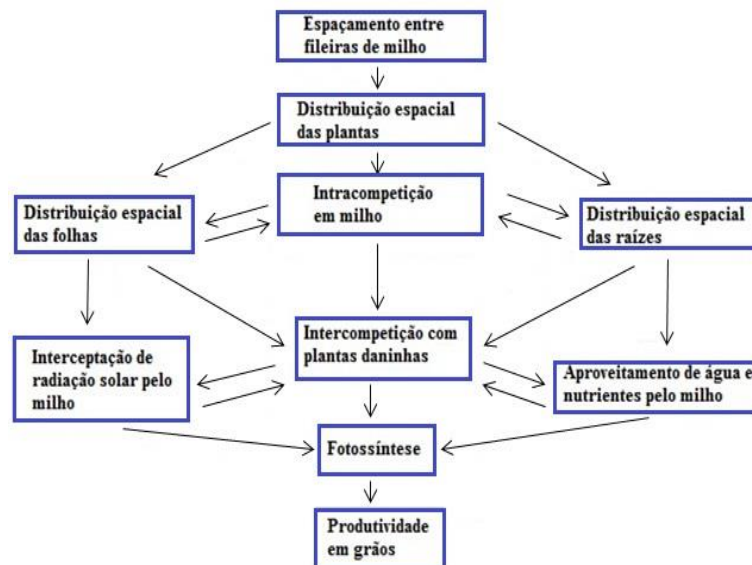 Espaçamento entre
fileiras de milho
Distribuição espacial
das plantas
Intracompetição
em milho
Distribuição espacial
das folhas
Distribuição espacial
das raízes
Intercompetição com
plantas daninhas
Interceptação de
radiação solar pelo
milho
Aproveitamento de água e
nutrientes pelo milho
Fotossíntese
Produtividade
em grãos